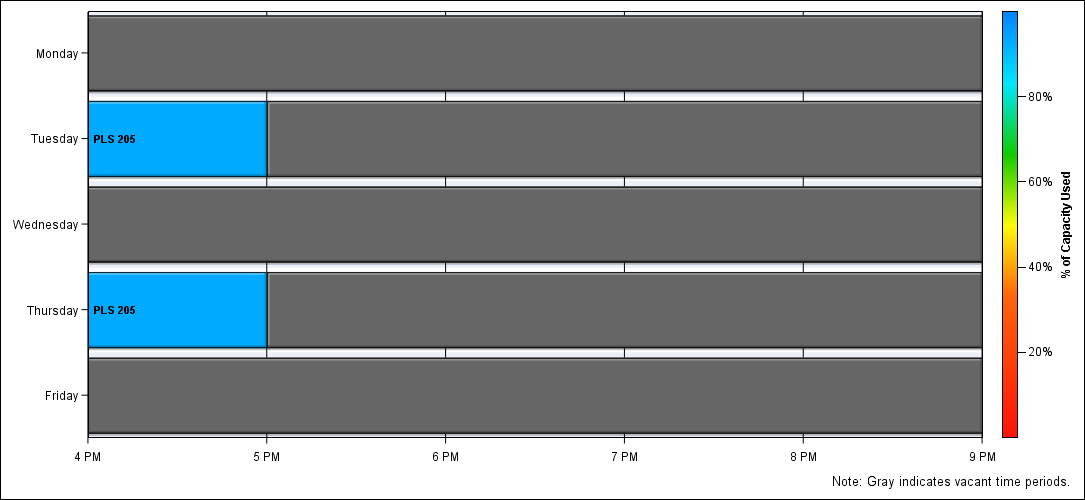 Monday
Tuesday
PLS 205
Wednesday
Thursday
PLS 205
Friday
4 PM
5 PM
6 PM
7 PM
8 PM
9 PM
80%
60%
40%
20%
% of Capacity Used
Note: Gray indicates vacant time periods.